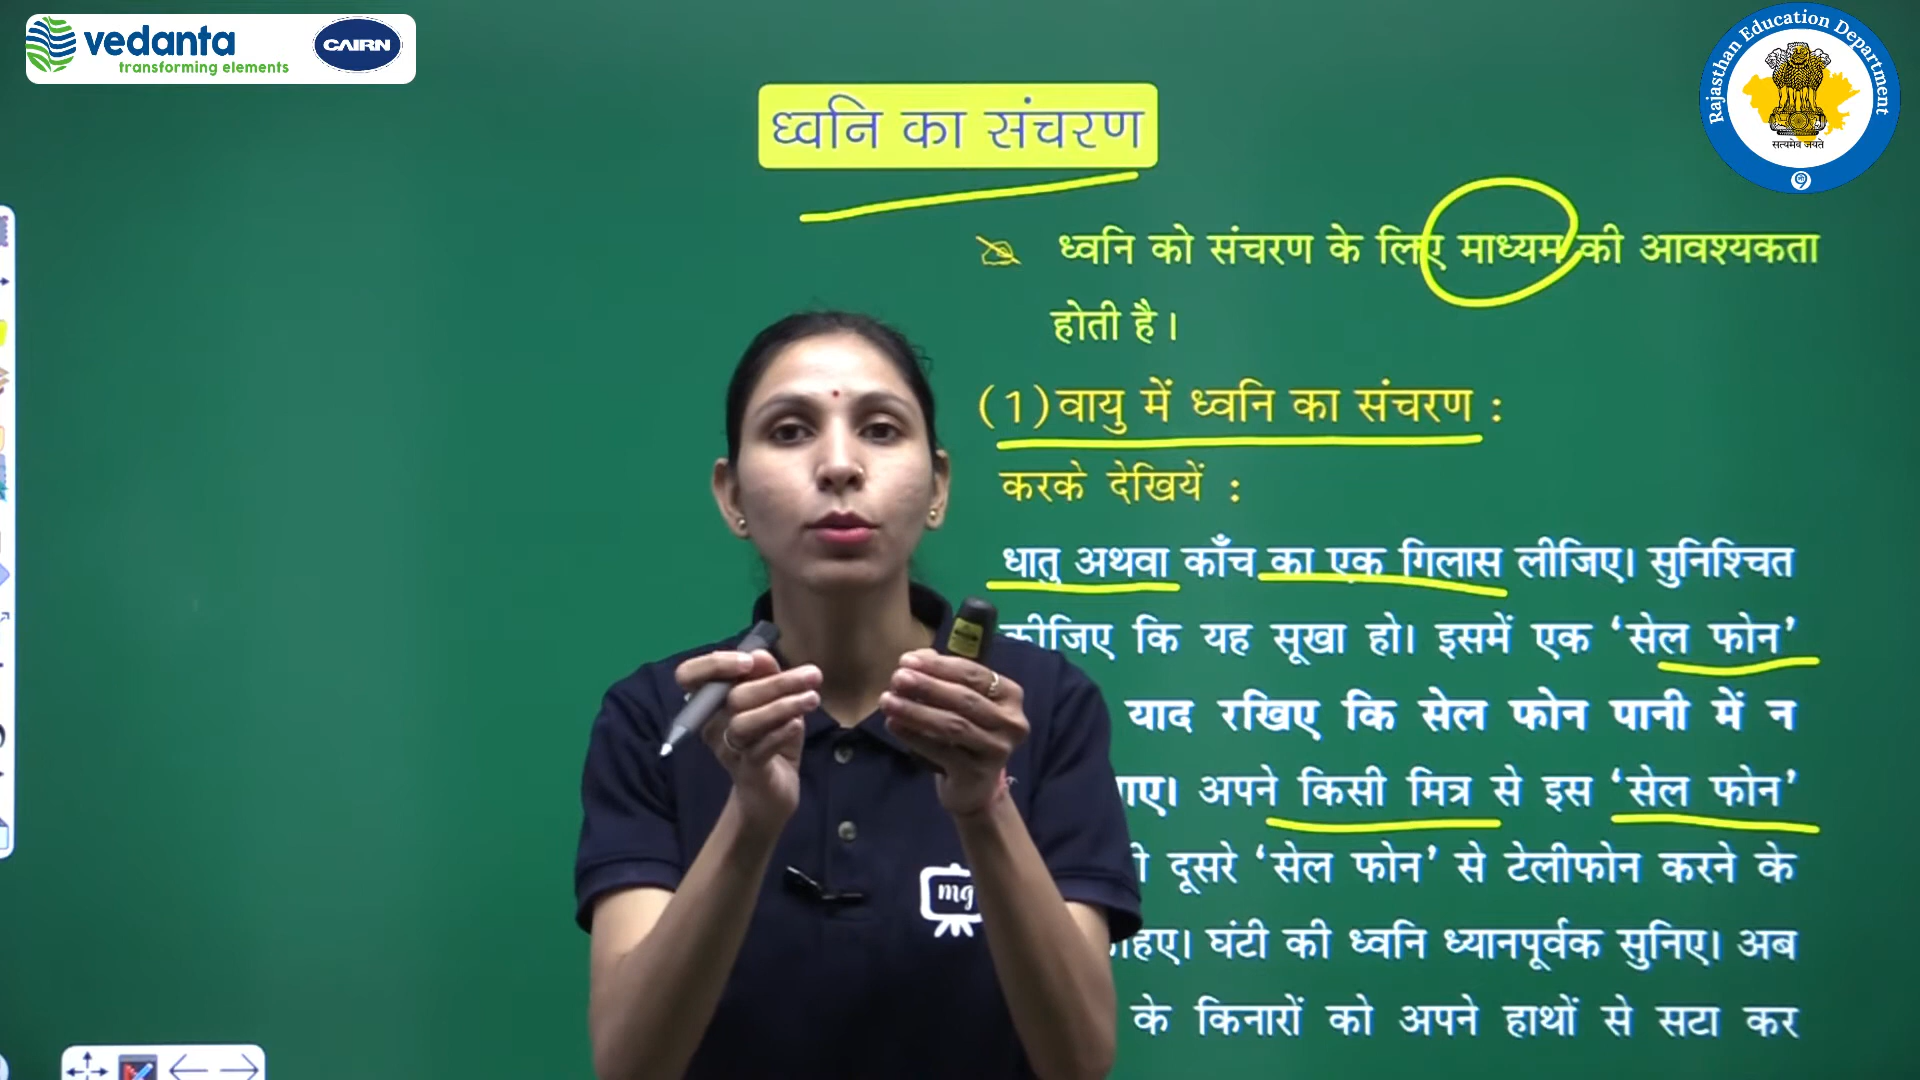 vedanta
transforming elements
CAIRN
Rajasthan Education Department
सत्यमेव जयते
ध्वनि का संचरण
ध्वनि को संचरण के लिए माध्यम की आवश्यकता
होती है।
(1) वायु में ध्वनि का संचरण :
करके देखियें :
धातु अथवा काँच का एक गिलास लीजिए। सुनिश्चित
कीजिए कि यह सूखा हो। इसमें एक ‘सेल फोन’
याद रखिए कि सेल फोन पानी में न
अपने किसी मित्र से इस ‘सेल फोन’
दूसरे ‘सेल फोन’ से टेलीफोन करने के
घंटी की ध्वनि ध्यानपूर्वक सुनिए। अब
के किनारों को अपने हाथों से सटा कर
mg